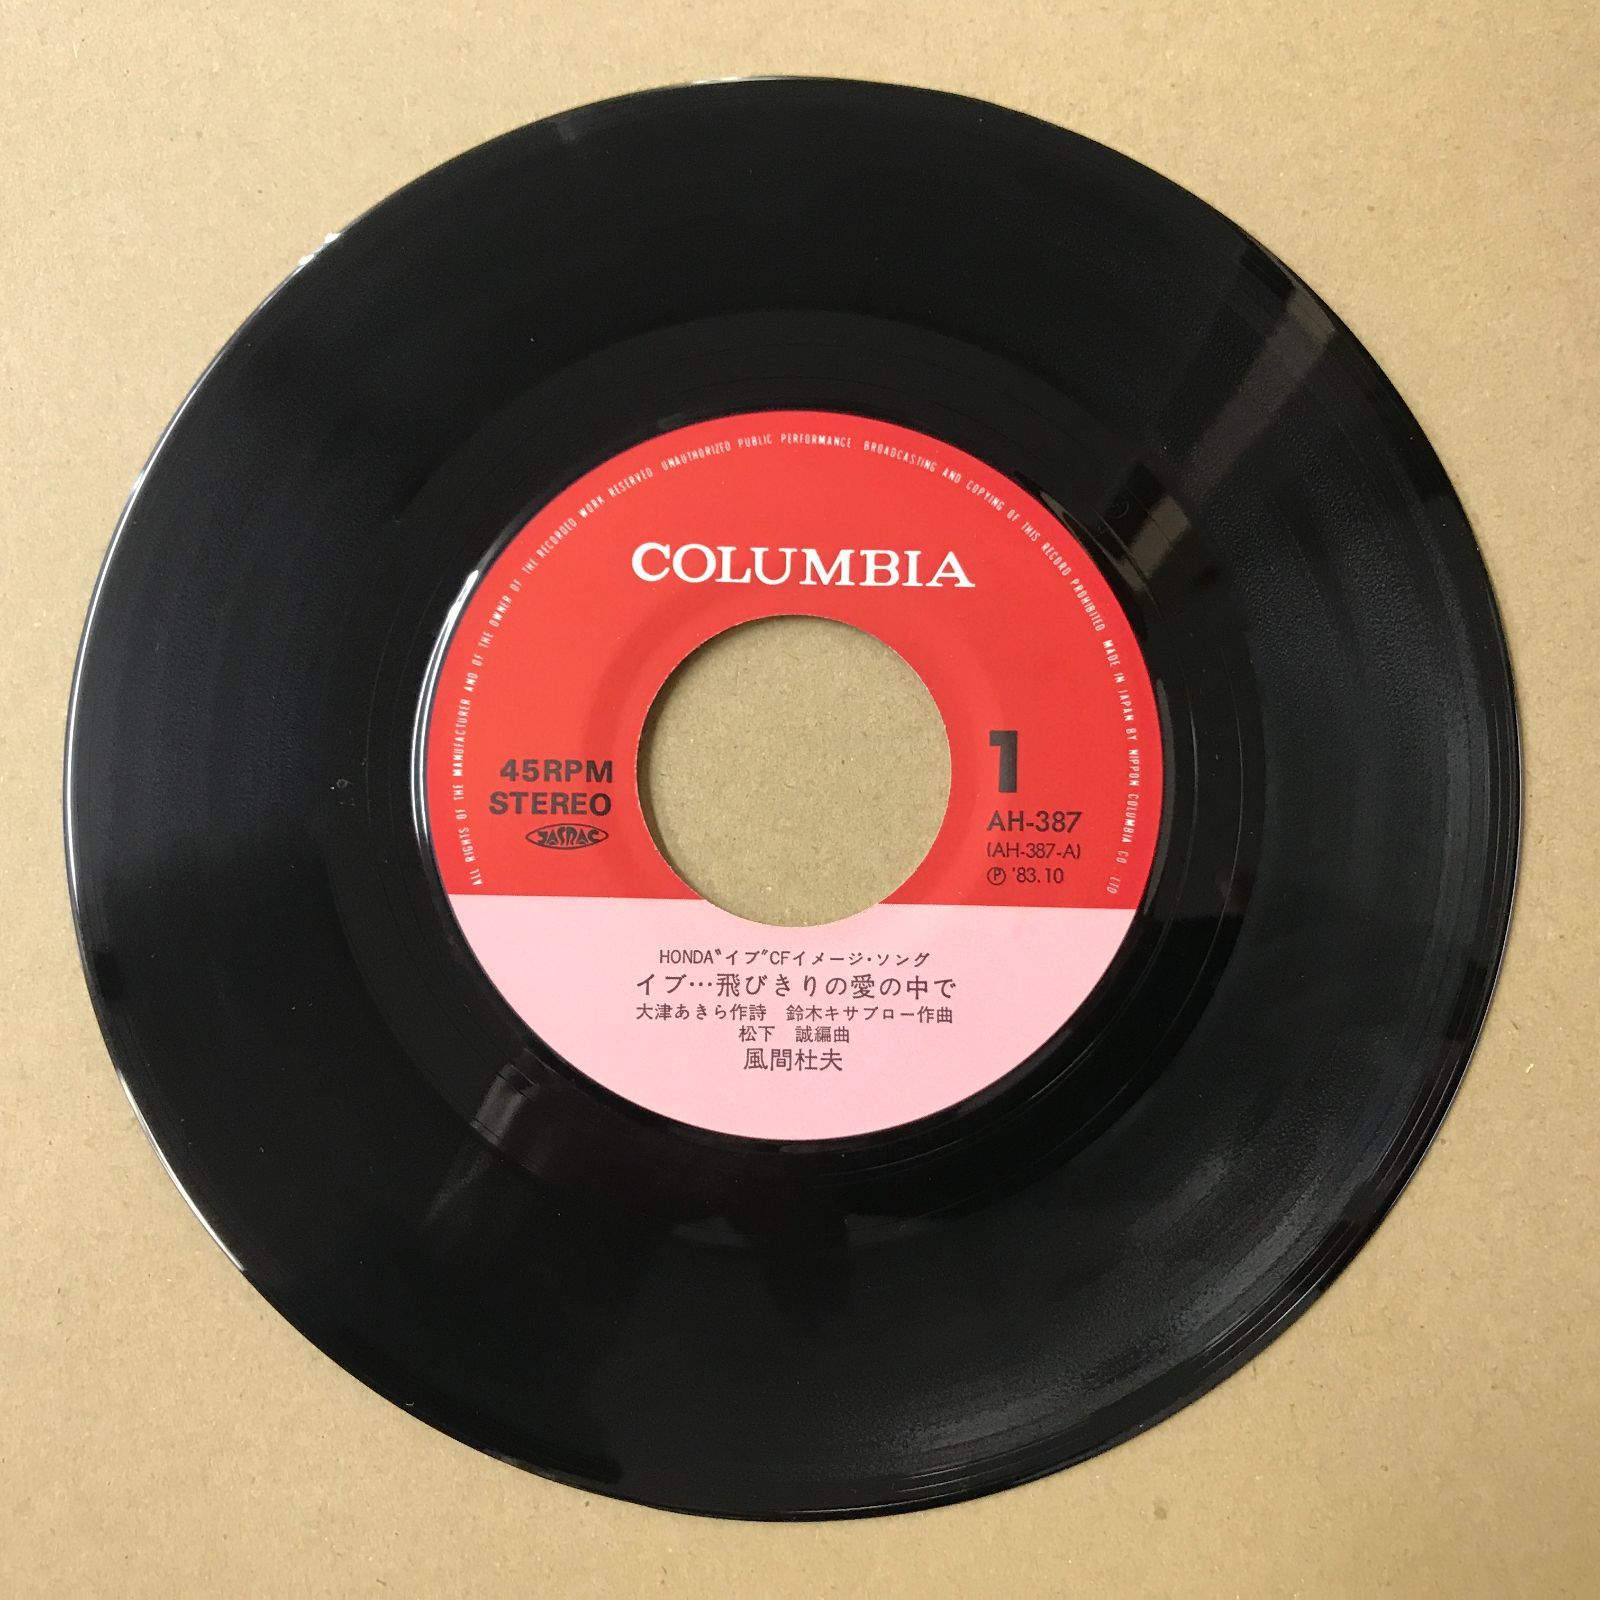 ALL RIGHTS OF THE MANUFACTURER AND OF THE OWNER OF THE RECORDED WORK RESERVED UNAUTHORIZED PUBLIC PERFORMANCE BROADCASTING AND COPYING OF THIS RECORD PROHIBITED MADE IN JAPAN BY NIPPON COLUMBIA CO., LTD
COLUMBIA
45RPM
STEREO
JASRAC
1
AH-387
(AH-387-A)
Ⓟ '83.10
HONDA〝イブ〞CFイメージ・ソング
イブ…飛びきりの愛の中で
大津あきら作詩　鈴木キサブロー作曲
松下　誠編曲
風間杜夫